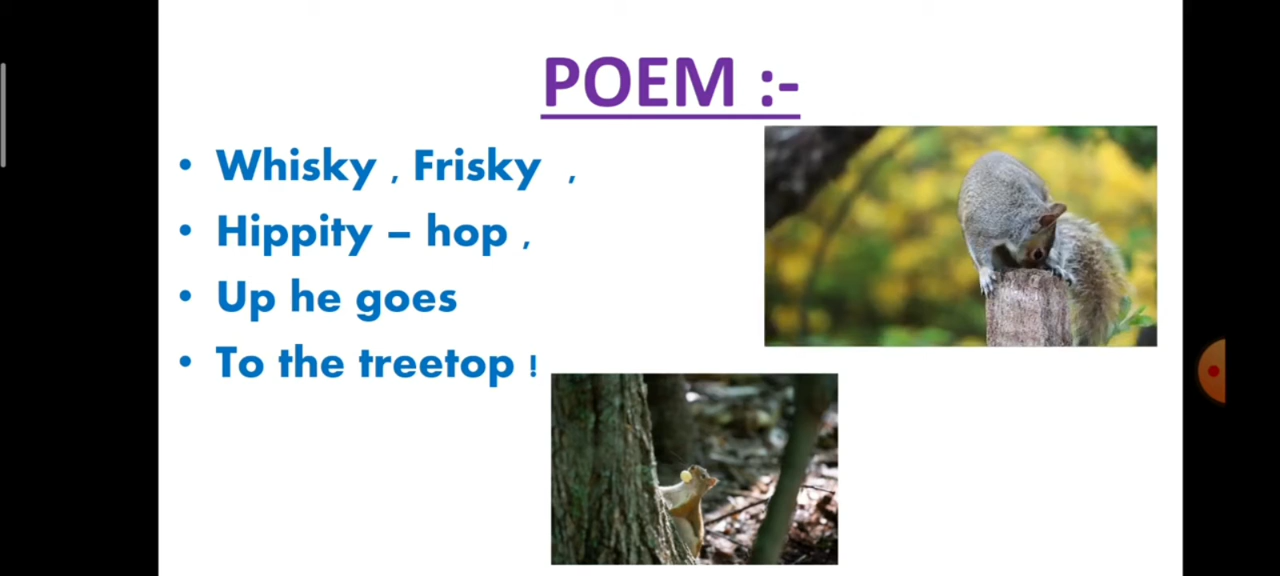 POEM :-
• Whisky , Frisky ,
• Hippity – hop ,
• Up he goes
• To the treetop !